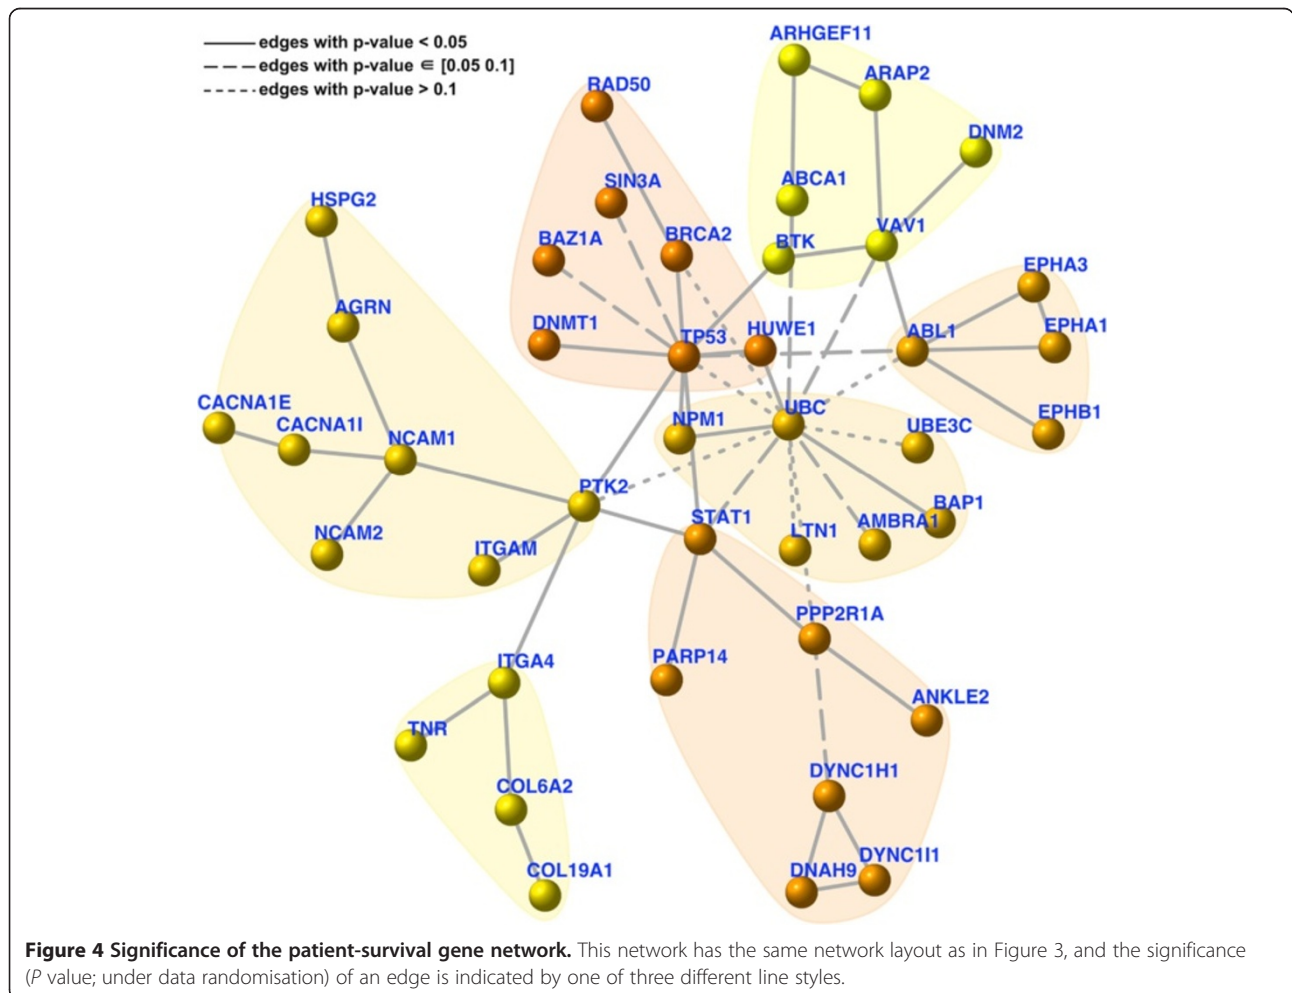 edges with p-value < 0.05
edges with p-value ∈ [0.05 0.1]
edges with p-value > 0.1
ARHGEF11
ARAP2
RAD50
DNM2
SIN3A
ABCA1
HSPG2
BAZ1A
BRCA2
BTK
VAV1
EPHA3
AGRN
DNMT1
TP53
HUWE1
ABL1
EPHA1
CACNA1E
CACNA1I
NCAM1
NPM1
UBC
UBE3C
EPHB1
PTK2
STAT1
LTN1
AMBRA1
BAP1
NCAM2
ITGAM
PPP2R1A
ITGA4
PARP14
ANKLE2
TNR
COL6A2
DYNC1H1
COL19A1
DNAH9
DYNC1I1
Figure 4 Significance of the patient-survival gene network. This network has the same network layout as in Figure 3, and the significance
(P value; under data randomisation) of an edge is indicated by one of three different line styles.